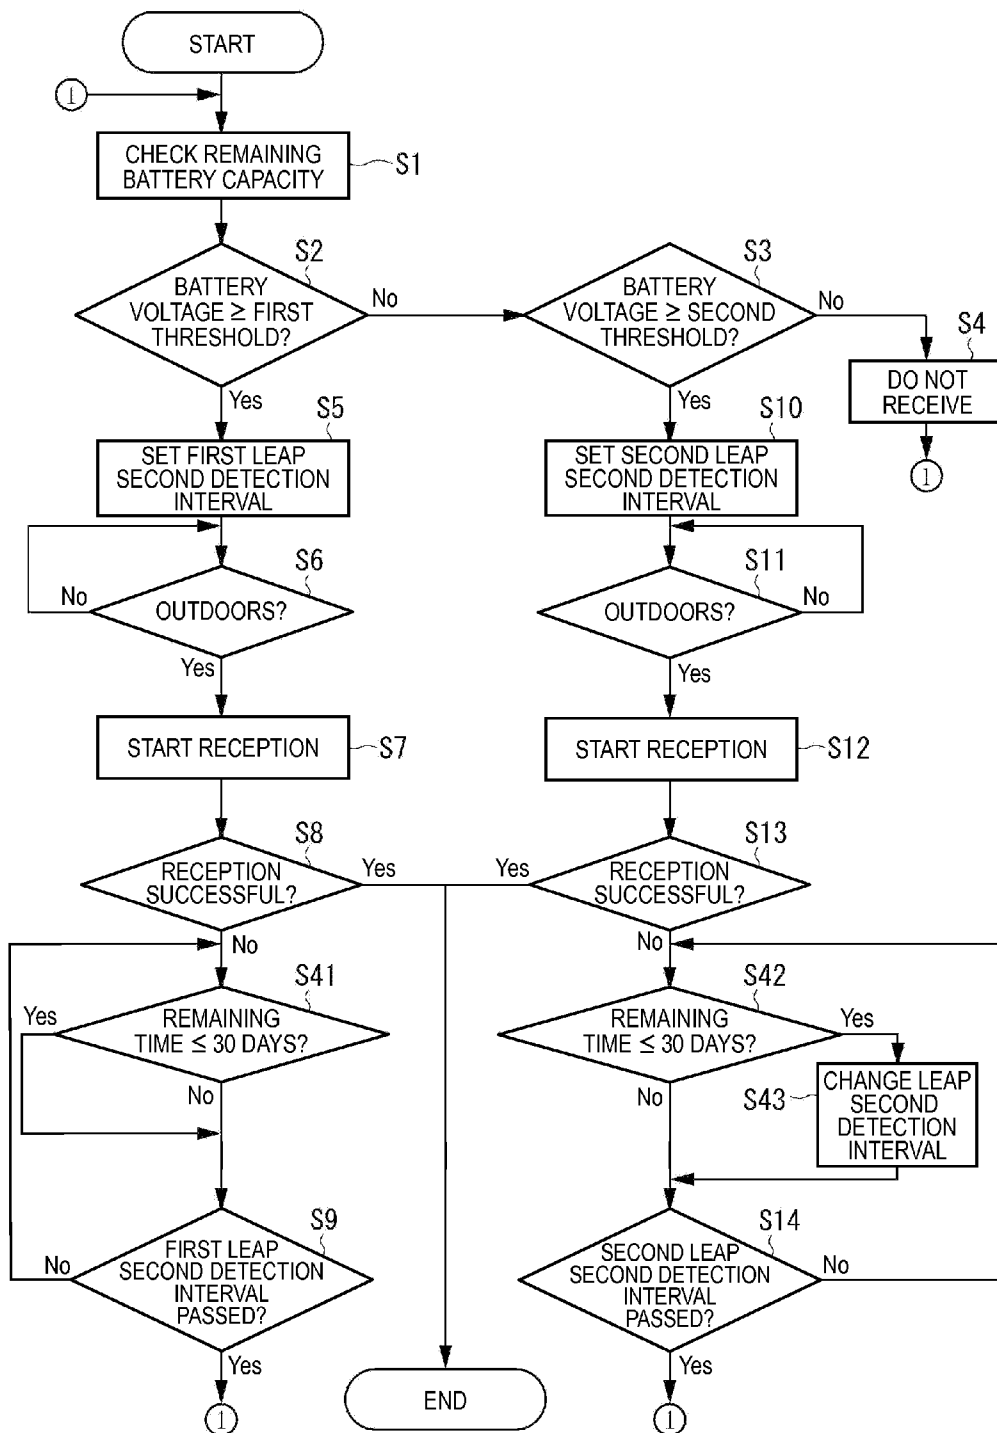 START
1
CHECK REMAINING
BATTERY CAPACITY
S1
S2
BATTERY
VOLTAGE ≥ FIRST
THRESHOLD?
No
Yes
S3
BATTERY
VOLTAGE ≥ SECOND
THRESHOLD?
No
Yes
S4
DO NOT
RECEIVE
1
S5
SET FIRST LEAP
SECOND DETECTION
INTERVAL
S10
SET SECOND LEAP
SECOND DETECTION
INTERVAL
S6
OUTDOORS?
No
Yes
S11
OUTDOORS?
No
Yes
START RECEPTION
S7
START RECEPTION
S12
S8
RECEPTION
SUCCESSFUL?
Yes
No
S13
RECEPTION
SUCCESSFUL?
Yes
No
S41
REMAINING
TIME ≤ 30 DAYS?
Yes
No
S42
REMAINING
TIME ≤ 30 DAYS?
Yes
No
S43
CHANGE LEAP
SECOND
DETECTION
INTERVAL
S9
FIRST LEAP
SECOND DETECTION
INTERVAL
PASSED?
No
Yes
1
S14
SECOND LEAP
SECOND DETECTION
INTERVAL
PASSED?
No
Yes
1
END